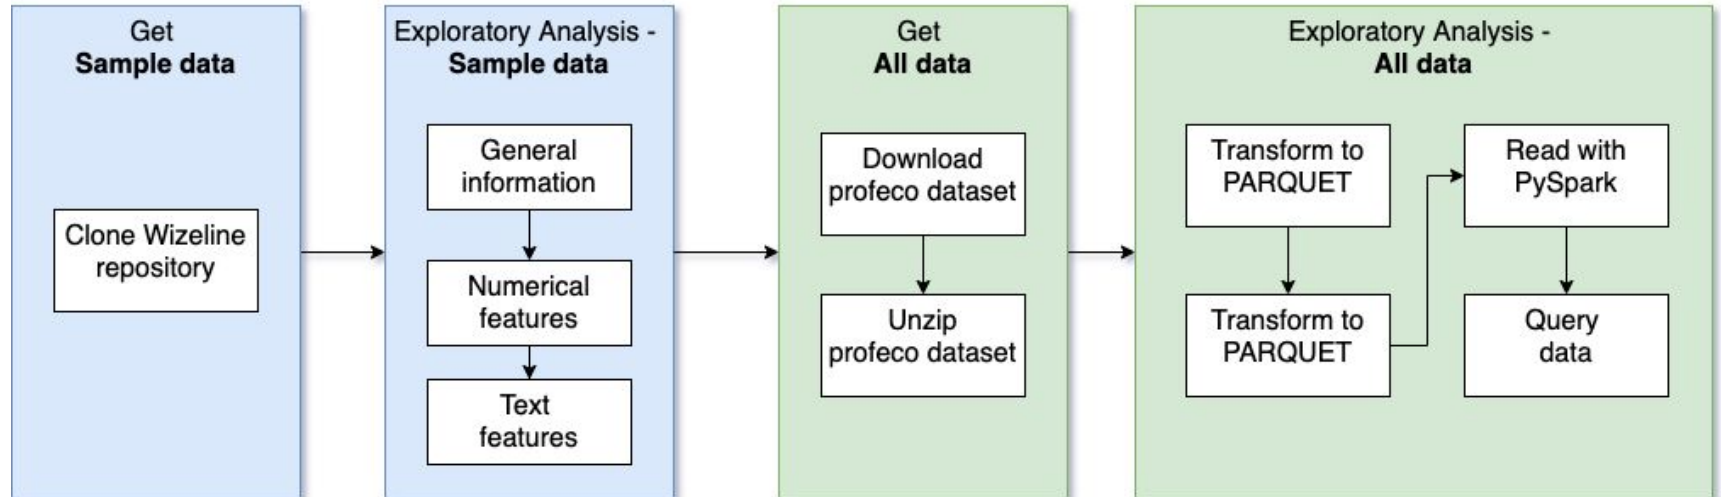 Get
Sample data
Clone Wizeline
repository
Exploratory Analysis -
Sample data
General
information
Numerical
features
Text
features
Get
All data
Download
profeco dataset
Unzip
profeco dataset
Exploratory Analysis -
All data
Transform to
PARQUET
Transform to
PARQUET
Read with
PySpark
Query
data